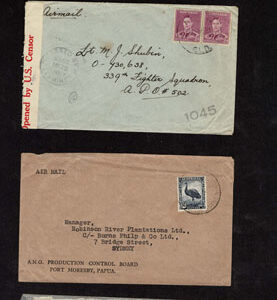 Airmail
Opened by U.S. Censor
Lt M. J. Shubin,
O-430,638,
339th Fighter Squadron
A.P.O # 502
1045
AIR MAIL
Manager,
Robinson River Plantations Ltd.,
C/- Burns Philp & Co Ltd.,
7 Bridge Street,
SYDNEY
A.N.G. PRODUCTION CONTROL BOARD
PORT MORESBY, PAPUA.